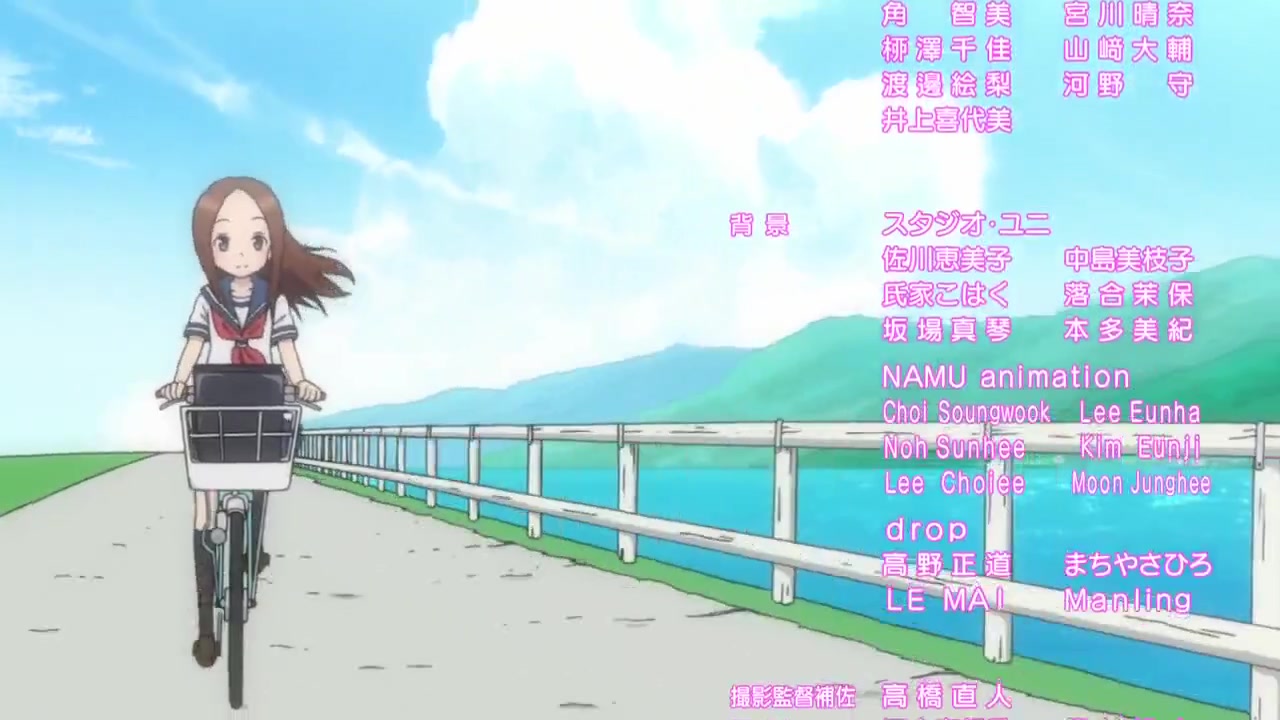 角　智美　宮川晴奈
栁澤千佳　山﨑大輔
渡邉絵梨　河野　守
井上喜代美
背景　スタジオ・ユニ
佐川恵美子　中島美枝子
氏家こはく　落合茉保
坂場真琴　本多美紀
NAMU animation
Choi Soungwook　Lee Eunha
Noh Sunhee　Kim Eunji
Lee Choiee　Moon Junghee
drop
高野正道　まちやさひろ
LE MAI　Manling
撮影監督補佐　高橋直人